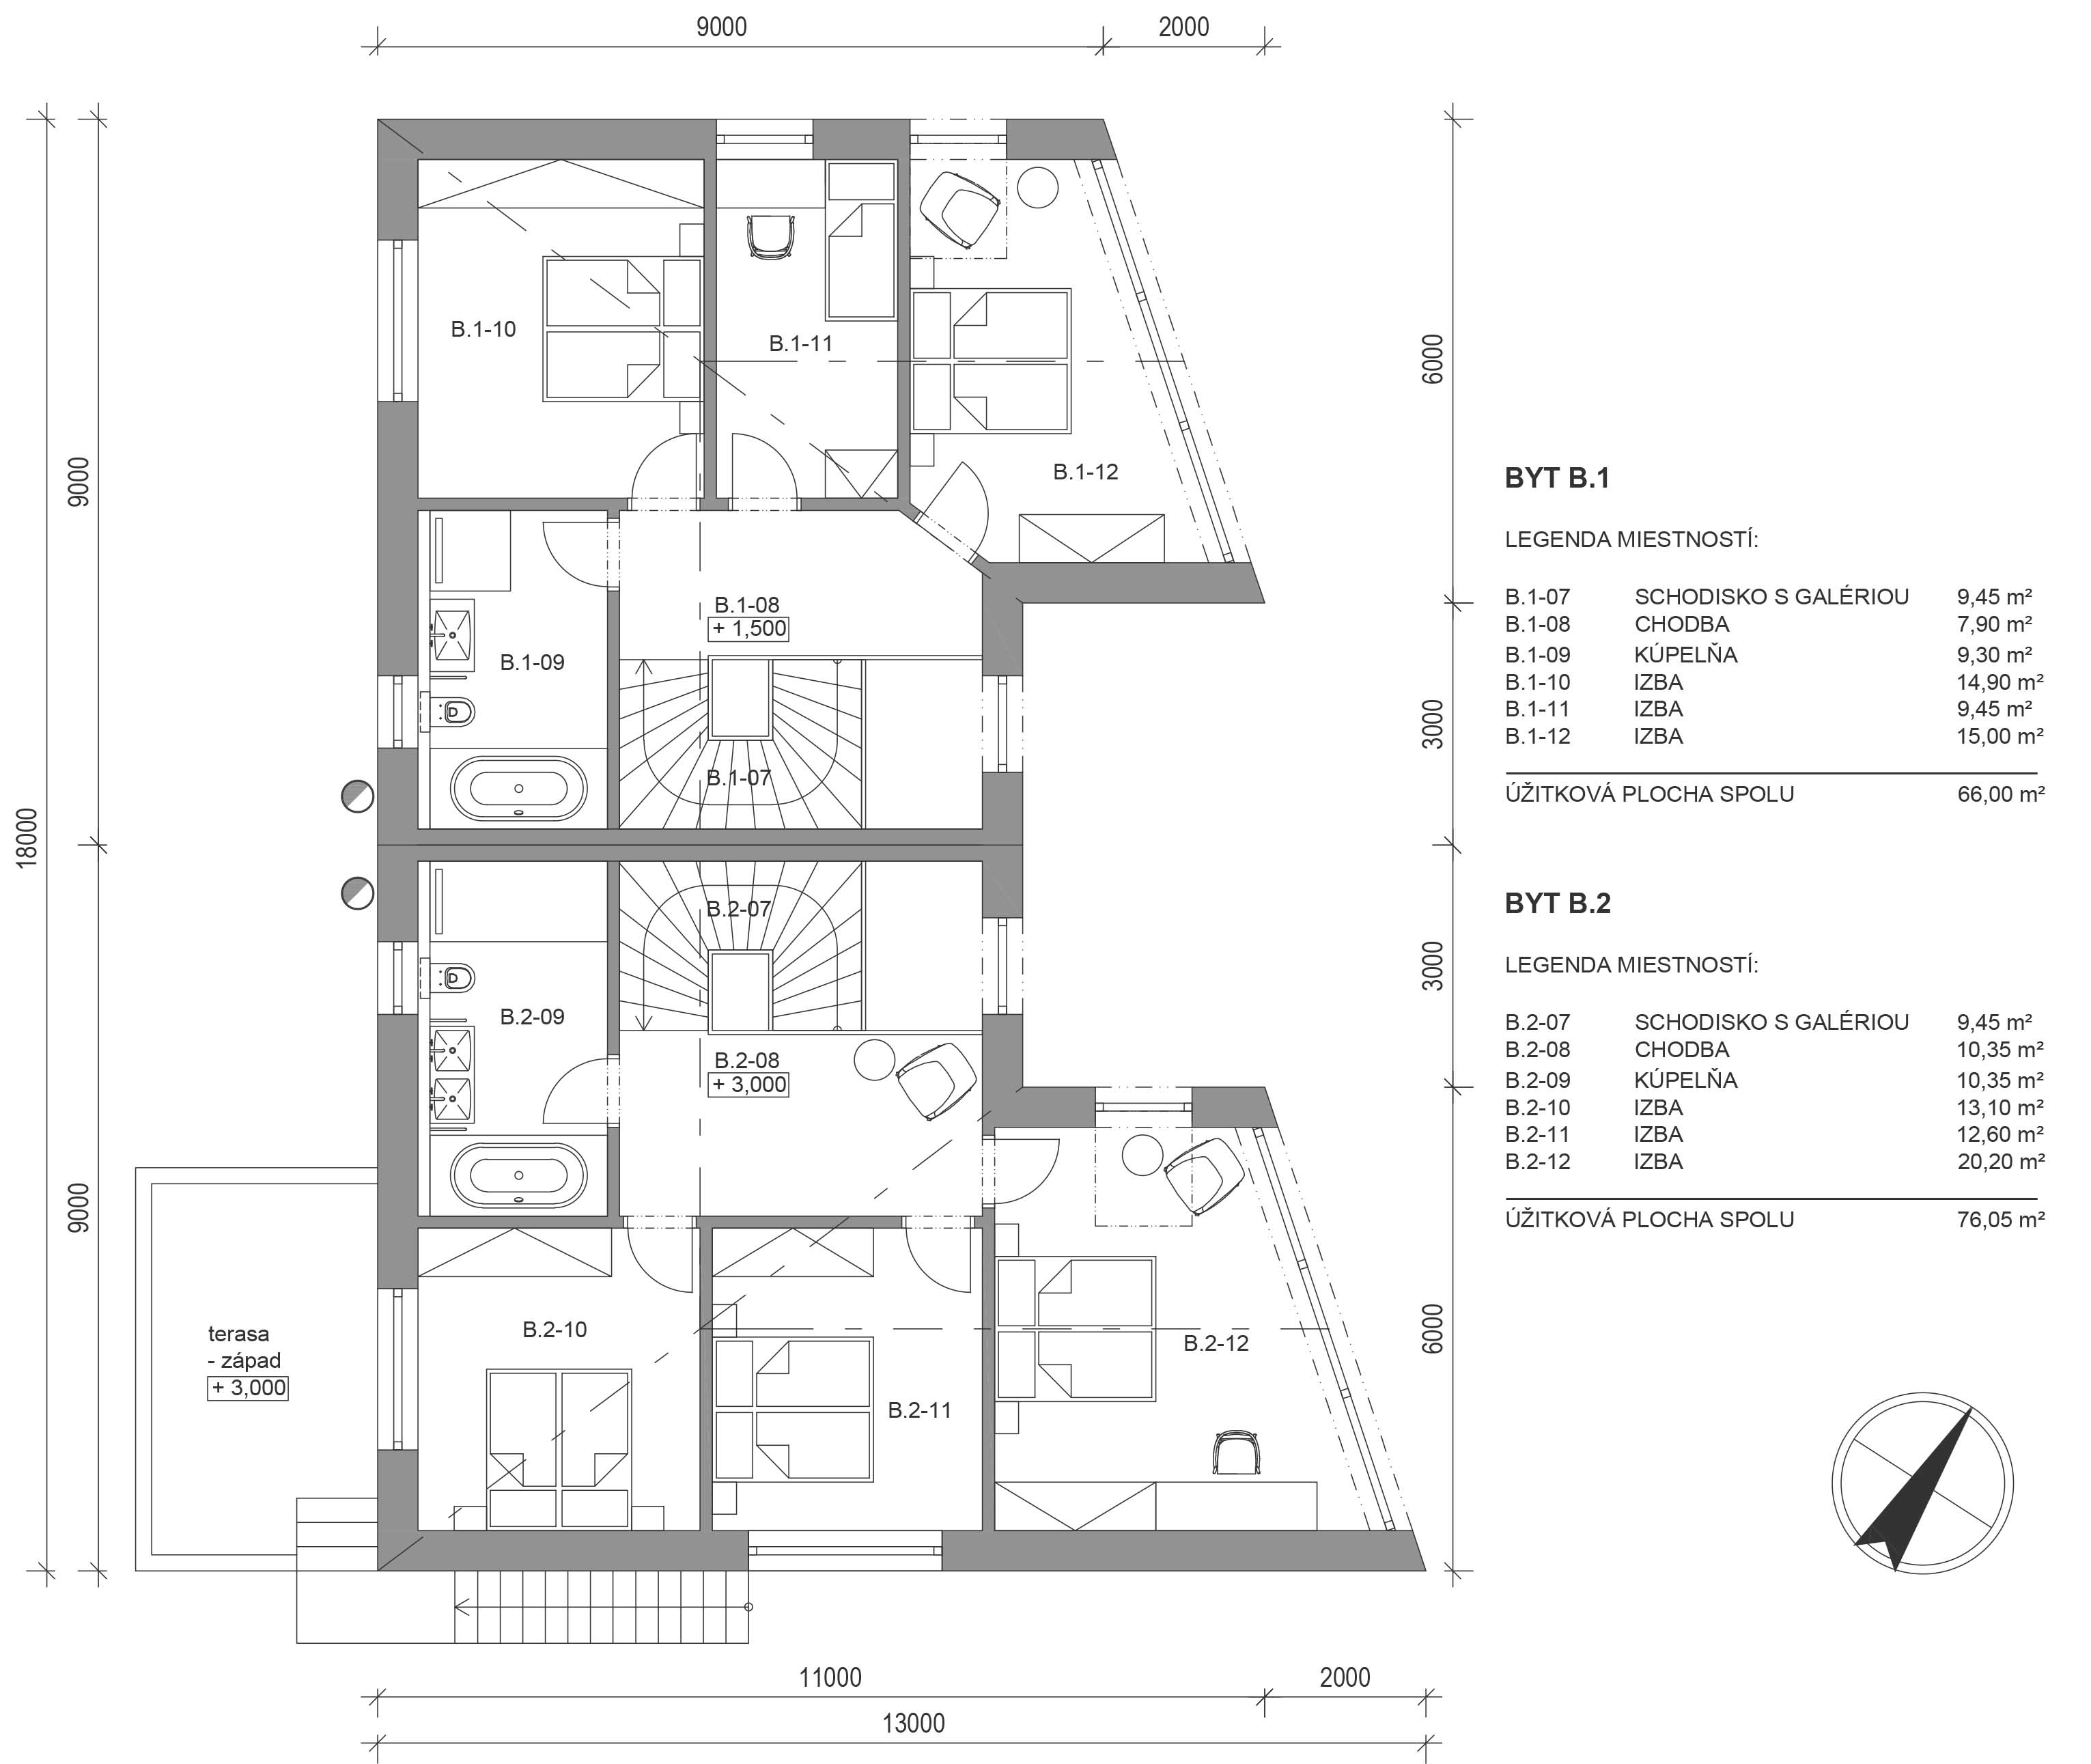 9000
2000
9000
18000
9000
6000
3000
3000
6000
B.1-10
B.1-11
B.1-12
B.1-08
+ 1,500
B.1-09
B.1-07
B.2-07
B.2-09
B.2-08
+ 3,000
B.2-10
B.2-11
B.2-12
terasa
- západ
+ 3,000
11000
2000
13000
BYT B.1
LEGENDA MIESTNOSTÍ:
B.1-07 SCHODISKO S GALÉRIOU 9,45 m²
B.1-08 CHODBA 7,90 m²
B.1-09 KÚPELŇA 9,30 m²
B.1-10 IZBA 14,90 m²
B.1-11 IZBA 9,45 m²
B.1-12 IZBA 15,00 m²
ÚŽITKOVÁ PLOCHA SPOLU 66,00 m²
BYT B.2
LEGENDA MIESTNOSTÍ:
B.2-07 SCHODISKO S GALÉRIOU 9,45 m²
B.2-08 CHODBA 10,35 m²
B.2-09 KÚPELŇA 10,35 m²
B.2-10 IZBA 13,10 m²
B.2-11 IZBA 12,60 m²
B.2-12 IZBA 20,20 m²
ÚŽITKOVÁ PLOCHA SPOLU 76,05 m²